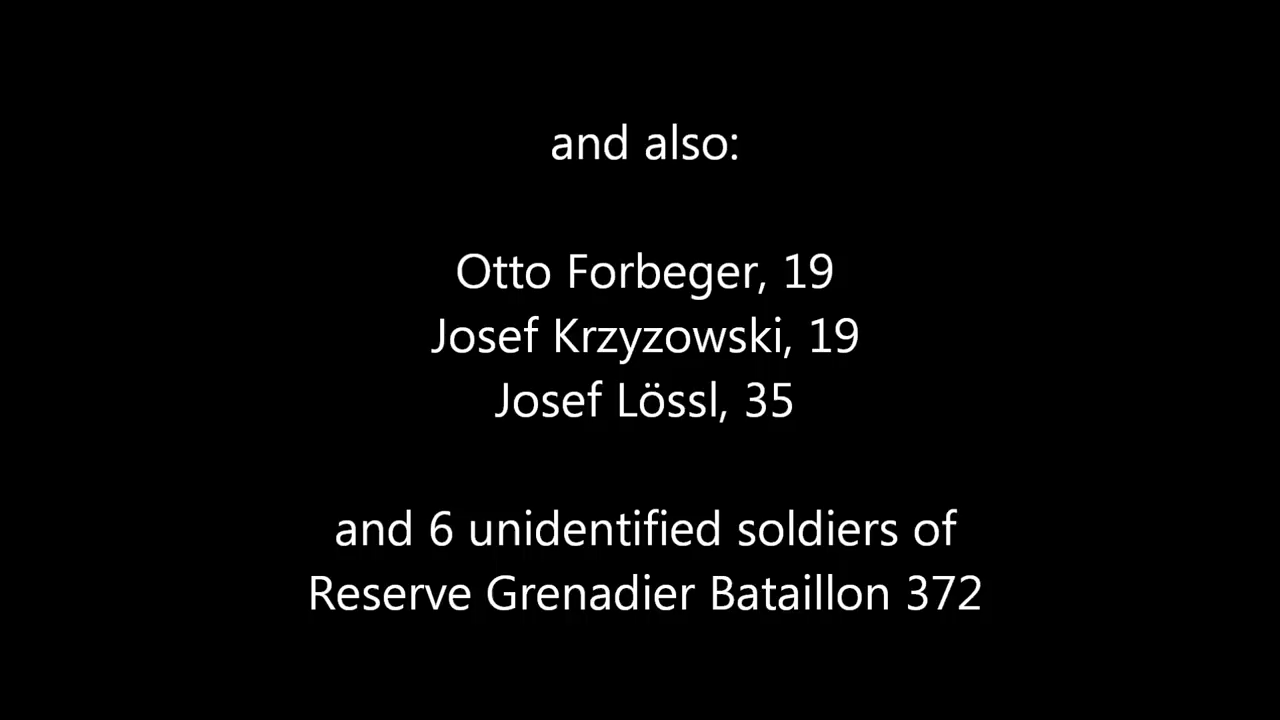 and also:
Otto Forbeger, 19
Josef Krzyzowski, 19
Josef Lössl, 35
and 6 unidentified soldiers of
Reserve Grenadier Bataillon 372